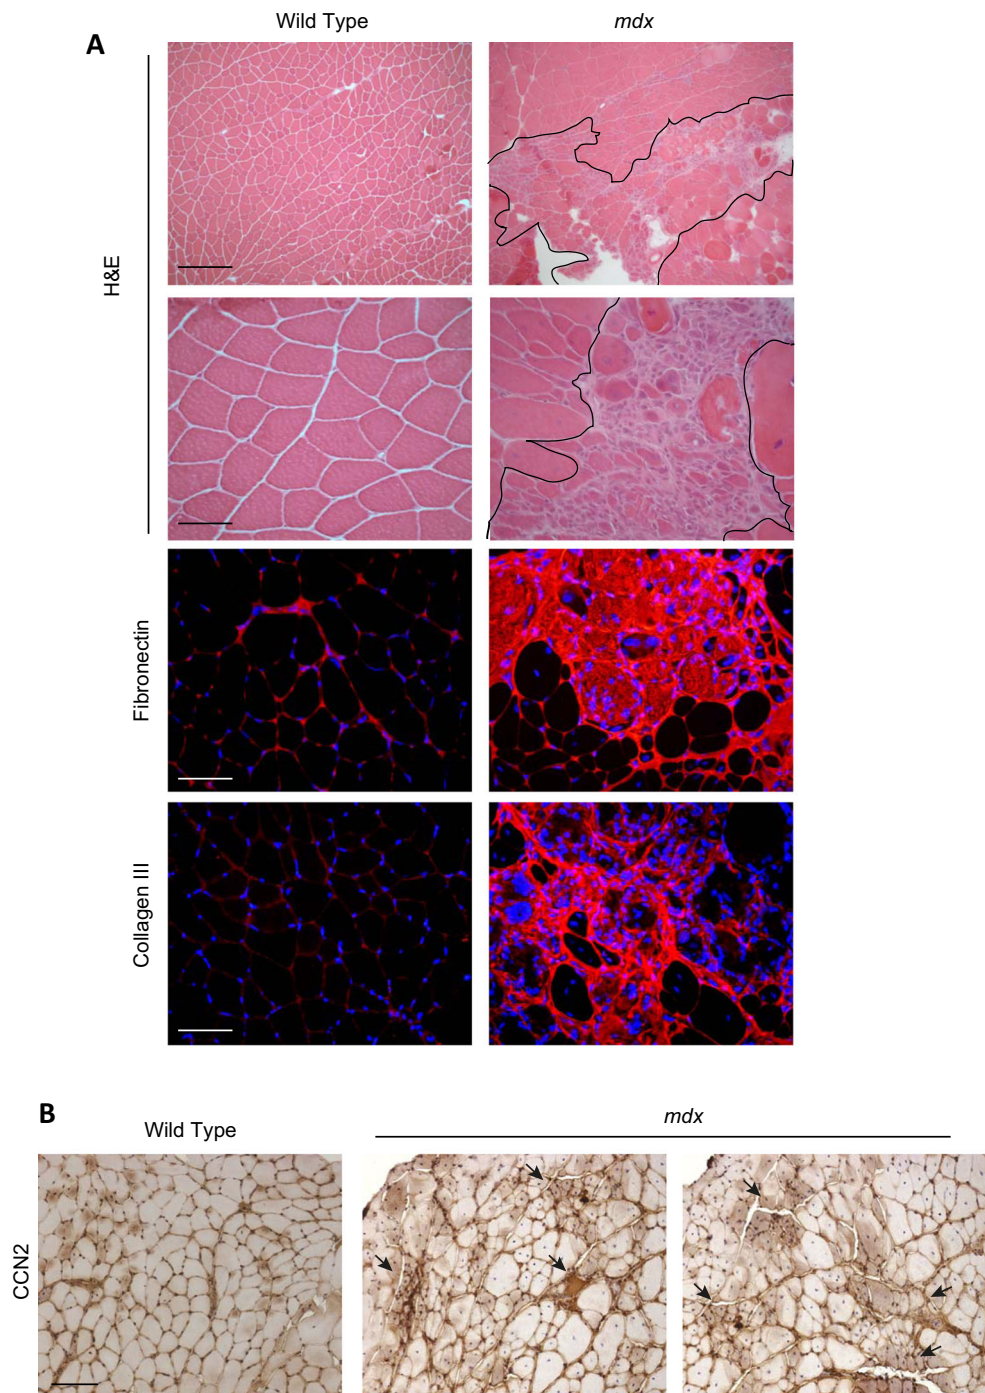 Wild Type
mdx
A
H&E
Fibronectin
Collagen III
B
Wild Type
mdx
CCN2